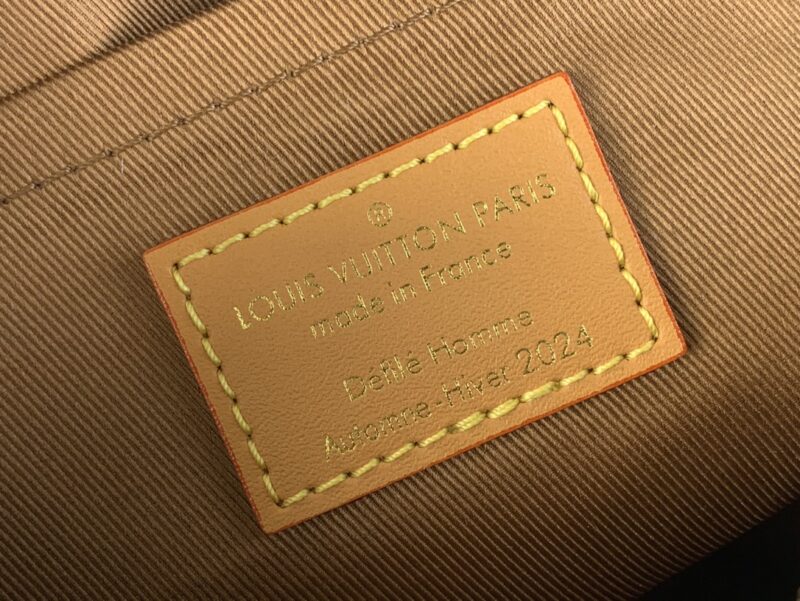 ®
LOUIS VUITTON PARIS
made in France
Défilé Homme
Automne-Hiver 2024